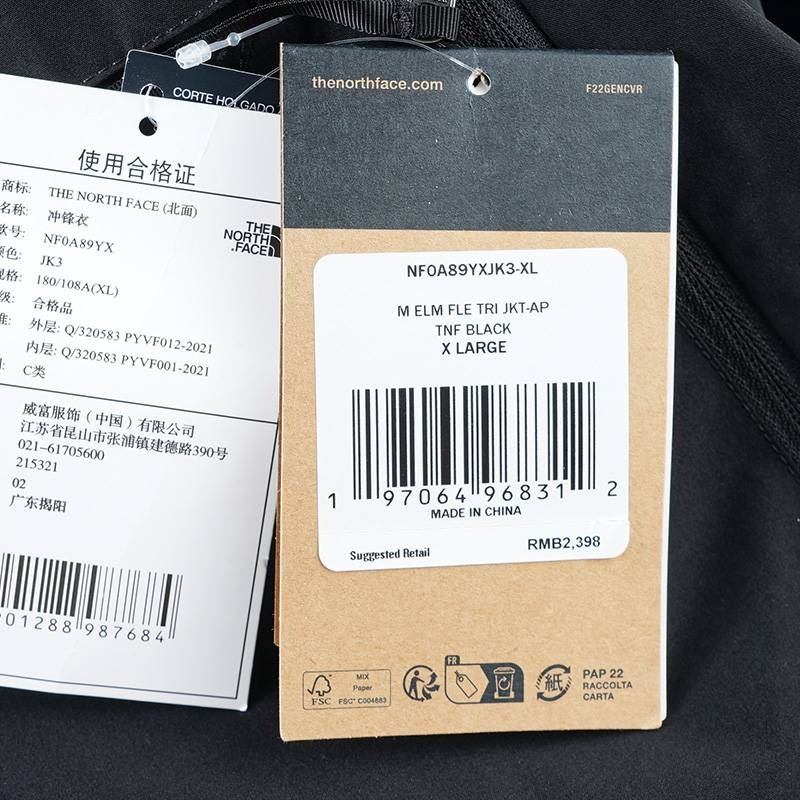 CORTE HOLGADO
使用合格证
商标: THE NORTH FACE (北面)
名称: 冲锋衣
款号: NF0A89YX
颜色: JK3
规格: 180/108A(XL)
级: 合格品
准: 外层: Q/320583 PYVF012-2021
内层: Q/320583 PYVF001-2021
C类
THE
NORTH
FACE
威富服饰(中国)有限公司
江苏省昆山市张浦镇建德路390号
021-61705600
215321
02
广东揭阳
01288 987684
thenorthface.com
F22GENCVR
NF0A89YXJK3-XL
M ELM FLE TRI JKT-AP
TNF BLACK
X LARGE
1 97064 96831 2
MADE IN CHINA
Suggested Retail RMB2,398
FSC
MIX
Paper
FSC® C004683
FR
紙
PAP 22
RACCOLTA
CARTA